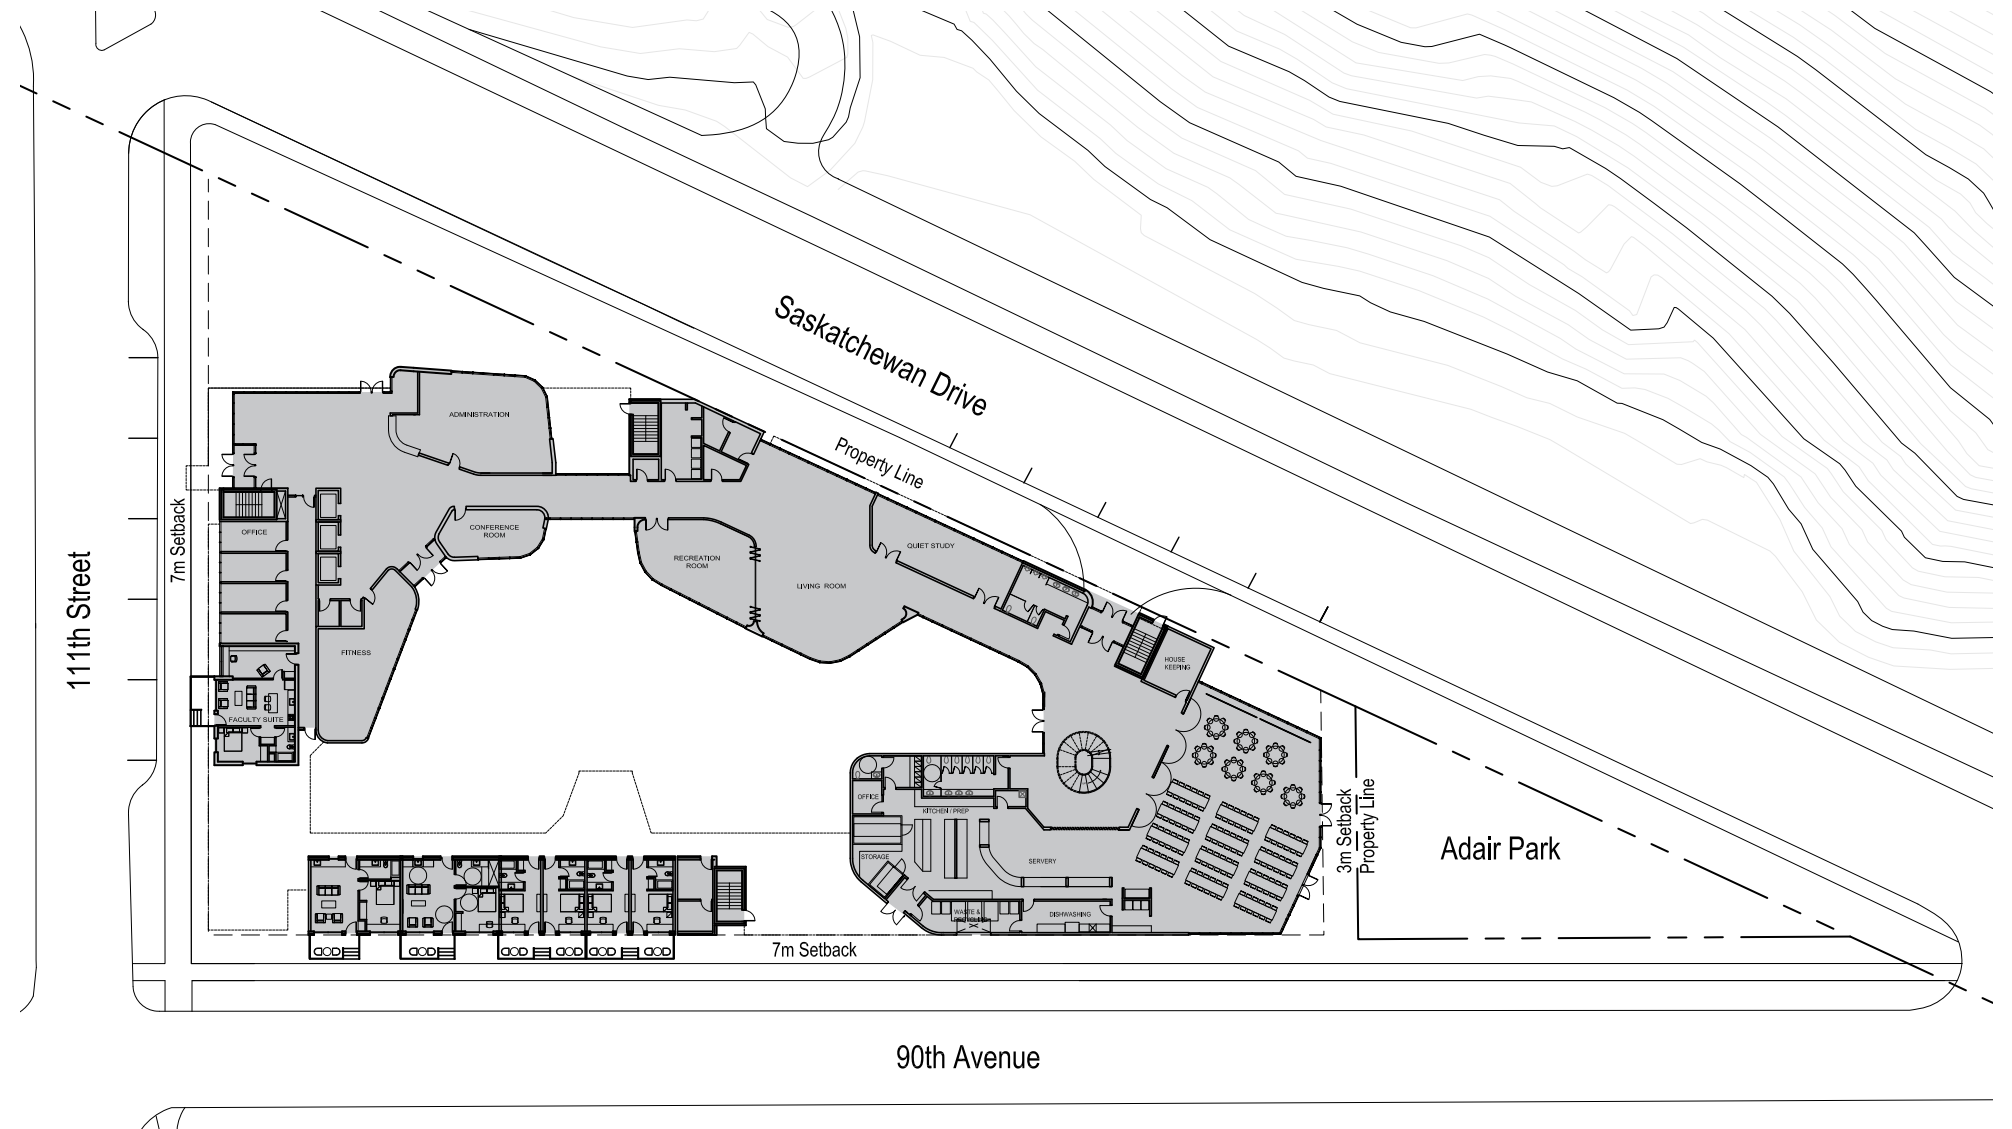 Saskatchewan Drive
Property Line
ADMINISTRATION
7m Setback
111th Street
OFFICE
CONFERENCE
ROOM
RECREATION
ROOM
QUIET STUDY
LIVING ROOM
FITNESS
HOUSE
KEEPING
FACULTY SUITE
OFFICE
KITCHEN / PREP
STORAGE
SERVERY
WASTE &
RECYCLING
DISHWASHING
3m Setback
Property Line
Adair Park
7m Setback
90th Avenue